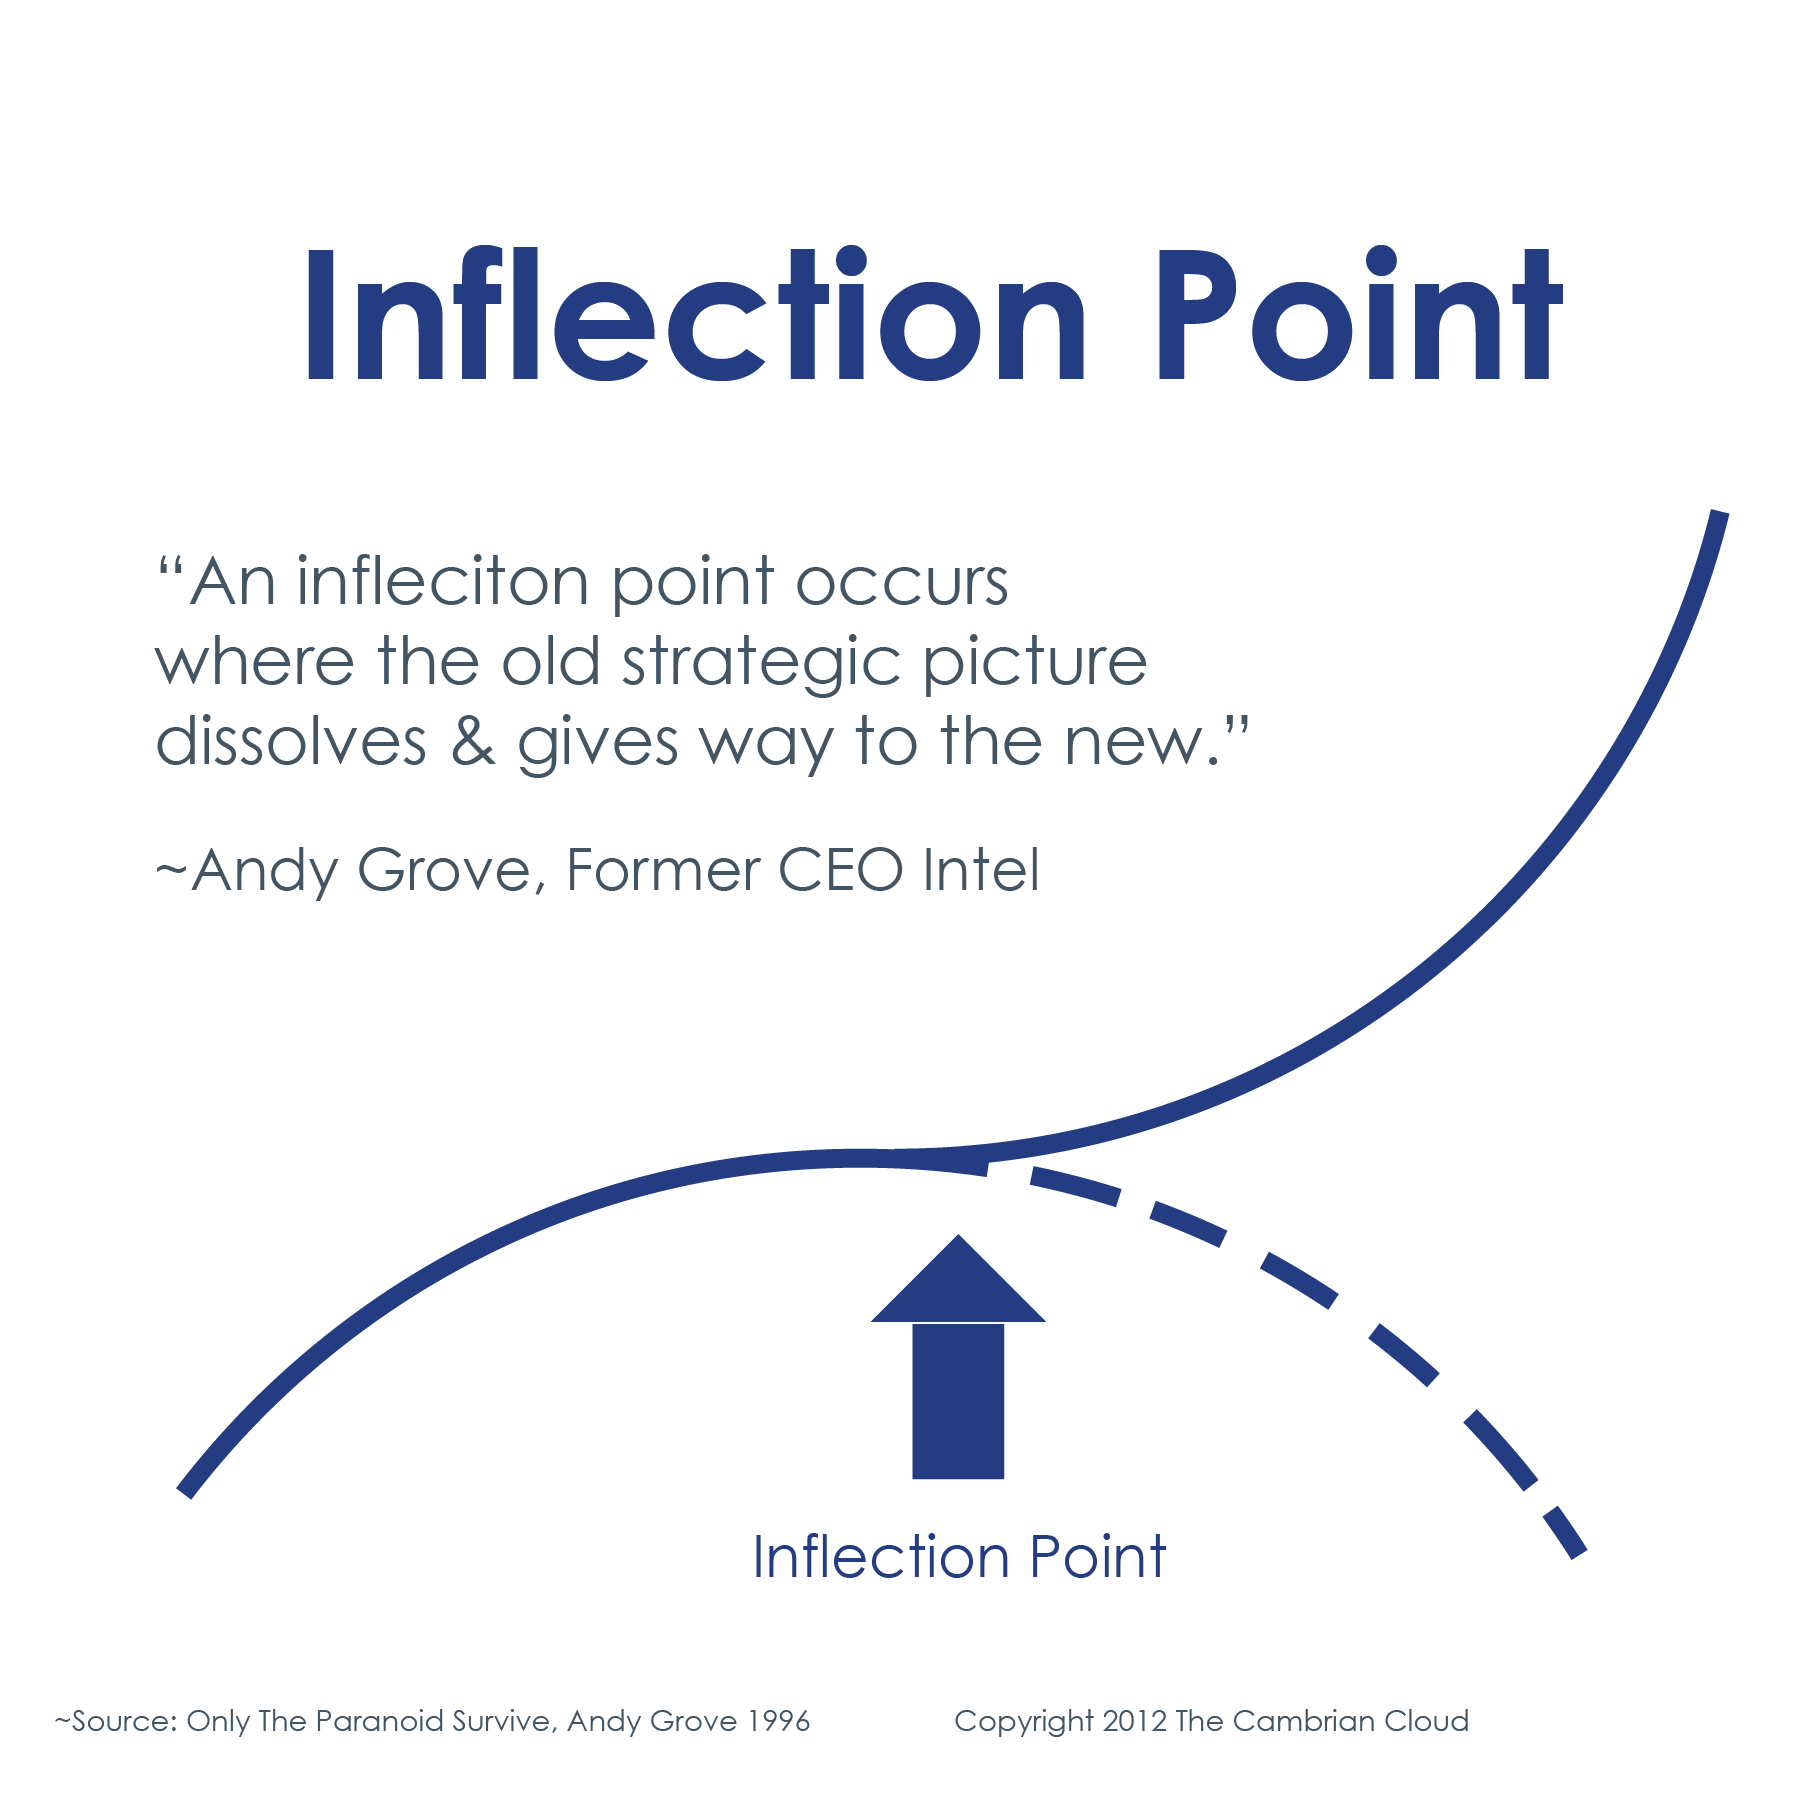 Inflection Point
“An infleciton point occurs
where the old strategic picture
dissolves & gives way to the new.”
~Andy Grove, Former CEO Intel
Inflection Point
~Source: Only The Paranoid Survive, Andy Grove 1996
Copyright 2012 The Cambrian Cloud